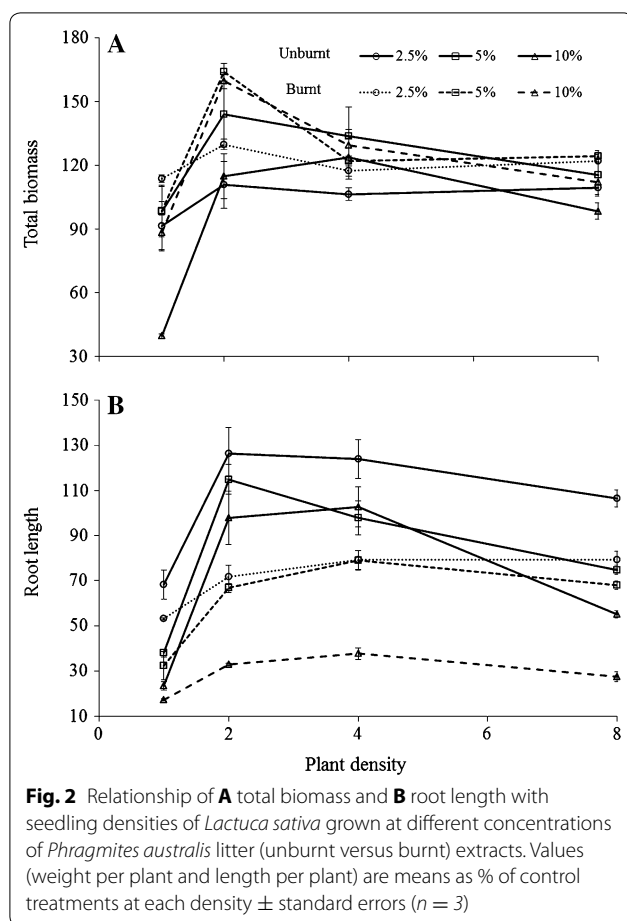 A
Unburnt 2.5% 5% 10%
Burnt 2.5% 5% 10%
Total biomass
180
150
120
90
60
30
B
Root length
150
130
110
90
70
50
30
10
0 2 4 6 8
Plant density
Fig. 2 Relationship of A total biomass and B root length with
seedling densities of Lactuca sativa grown at different concentrations
of Phragmites australis litter (unburnt versus burnt) extracts. Values
(weight per plant and length per plant) are means as % of control
treatments at each density ± standard errors (n = 3)